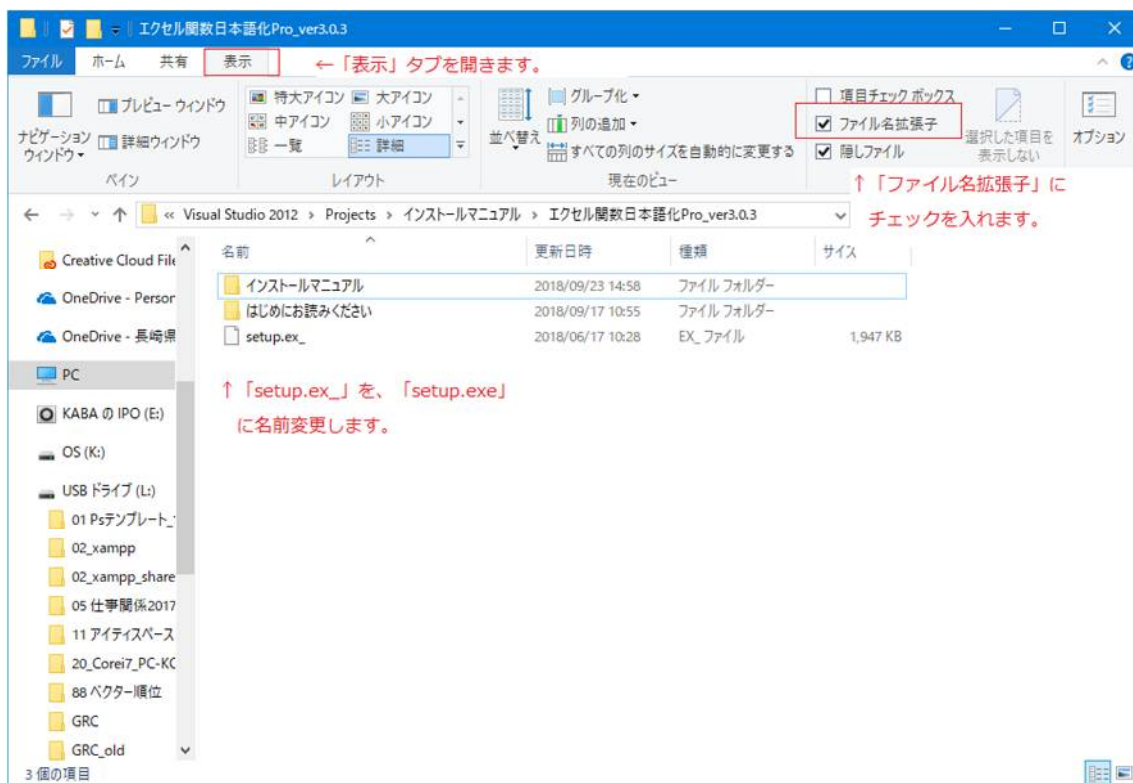 エクセル関数日本語化Pro_ver3.0.3
ファイル ホーム 共有 表示 ←「表示」タブを開きます。
ナビゲーション
ウィンドウ
プレビュー ウィンドウ
詳細ウィンドウ
ペイン
特大アイコン 大アイコン
中アイコン 小アイコン
一覧 詳細
レイアウト
並べ替え
グループ化
列の追加
すべての列のサイズを自動的に変更する
現在のビュー
項目チェック ボックス
ファイル名拡張子
隠しファイル
選択した項目を
表示しない
オプション
↑「ファイル名拡張子」に
チェックを入れます。
« Visual Studio 2012 › Projects › インストールマニュアル › エクセル関数日本語化Pro_ver3.0.3
名前 更新日時 種類 サイズ
インストールマニュアル 2018/09/23 14:58 ファイル フォルダー
はじめにお読みください 2018/09/17 10:55 ファイル フォルダー
setup.ex_ 2018/06/17 10:28 EX_ ファイル 1,947 KB
↑「setup.ex_」を、「setup.exe」
に名前変更します。
Creative Cloud File
OneDrive - Person
OneDrive - 長崎県
PC
KABA の IPO (E:)
OS (K:)
USB ドライブ (L:)
01 Psテンプレート_
02_xampp
02_xampp_share
05 仕事関係2017
11 アイティスペース
20_Corei7_PC-KC
88 ベクター順位
GRC
GRC_old
3 個の項目